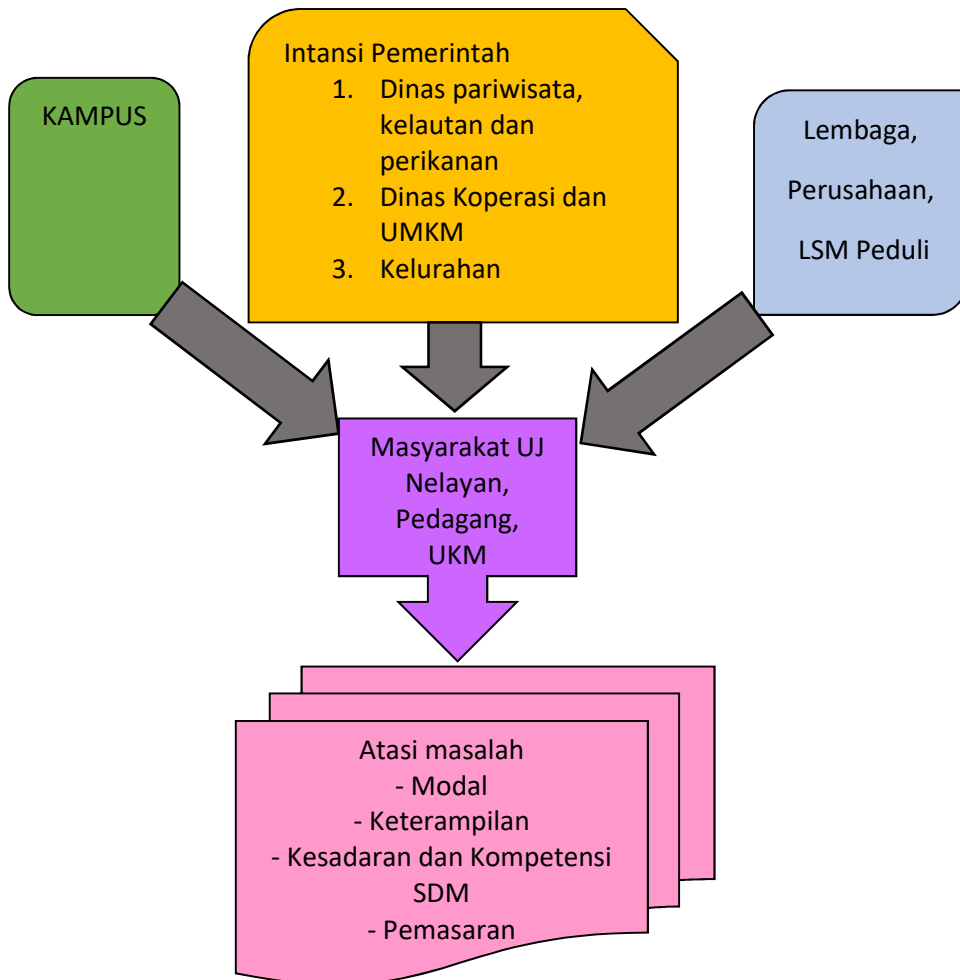 KAMPUS
Intansi Pemerintah
1. Dinas pariwisata,
kelautan dan
perikanan
2. Dinas Koperasi dan
UMKM
3. Kelurahan
Lembaga,
Perusahaan,
LSM Peduli
Masyarakat UJ
Nelayan,
Pedagang,
UKM
Atasi masalah
- Modal
- Keterampilan
- Kesadaran dan Kompetensi
SDM
- Pemasaran